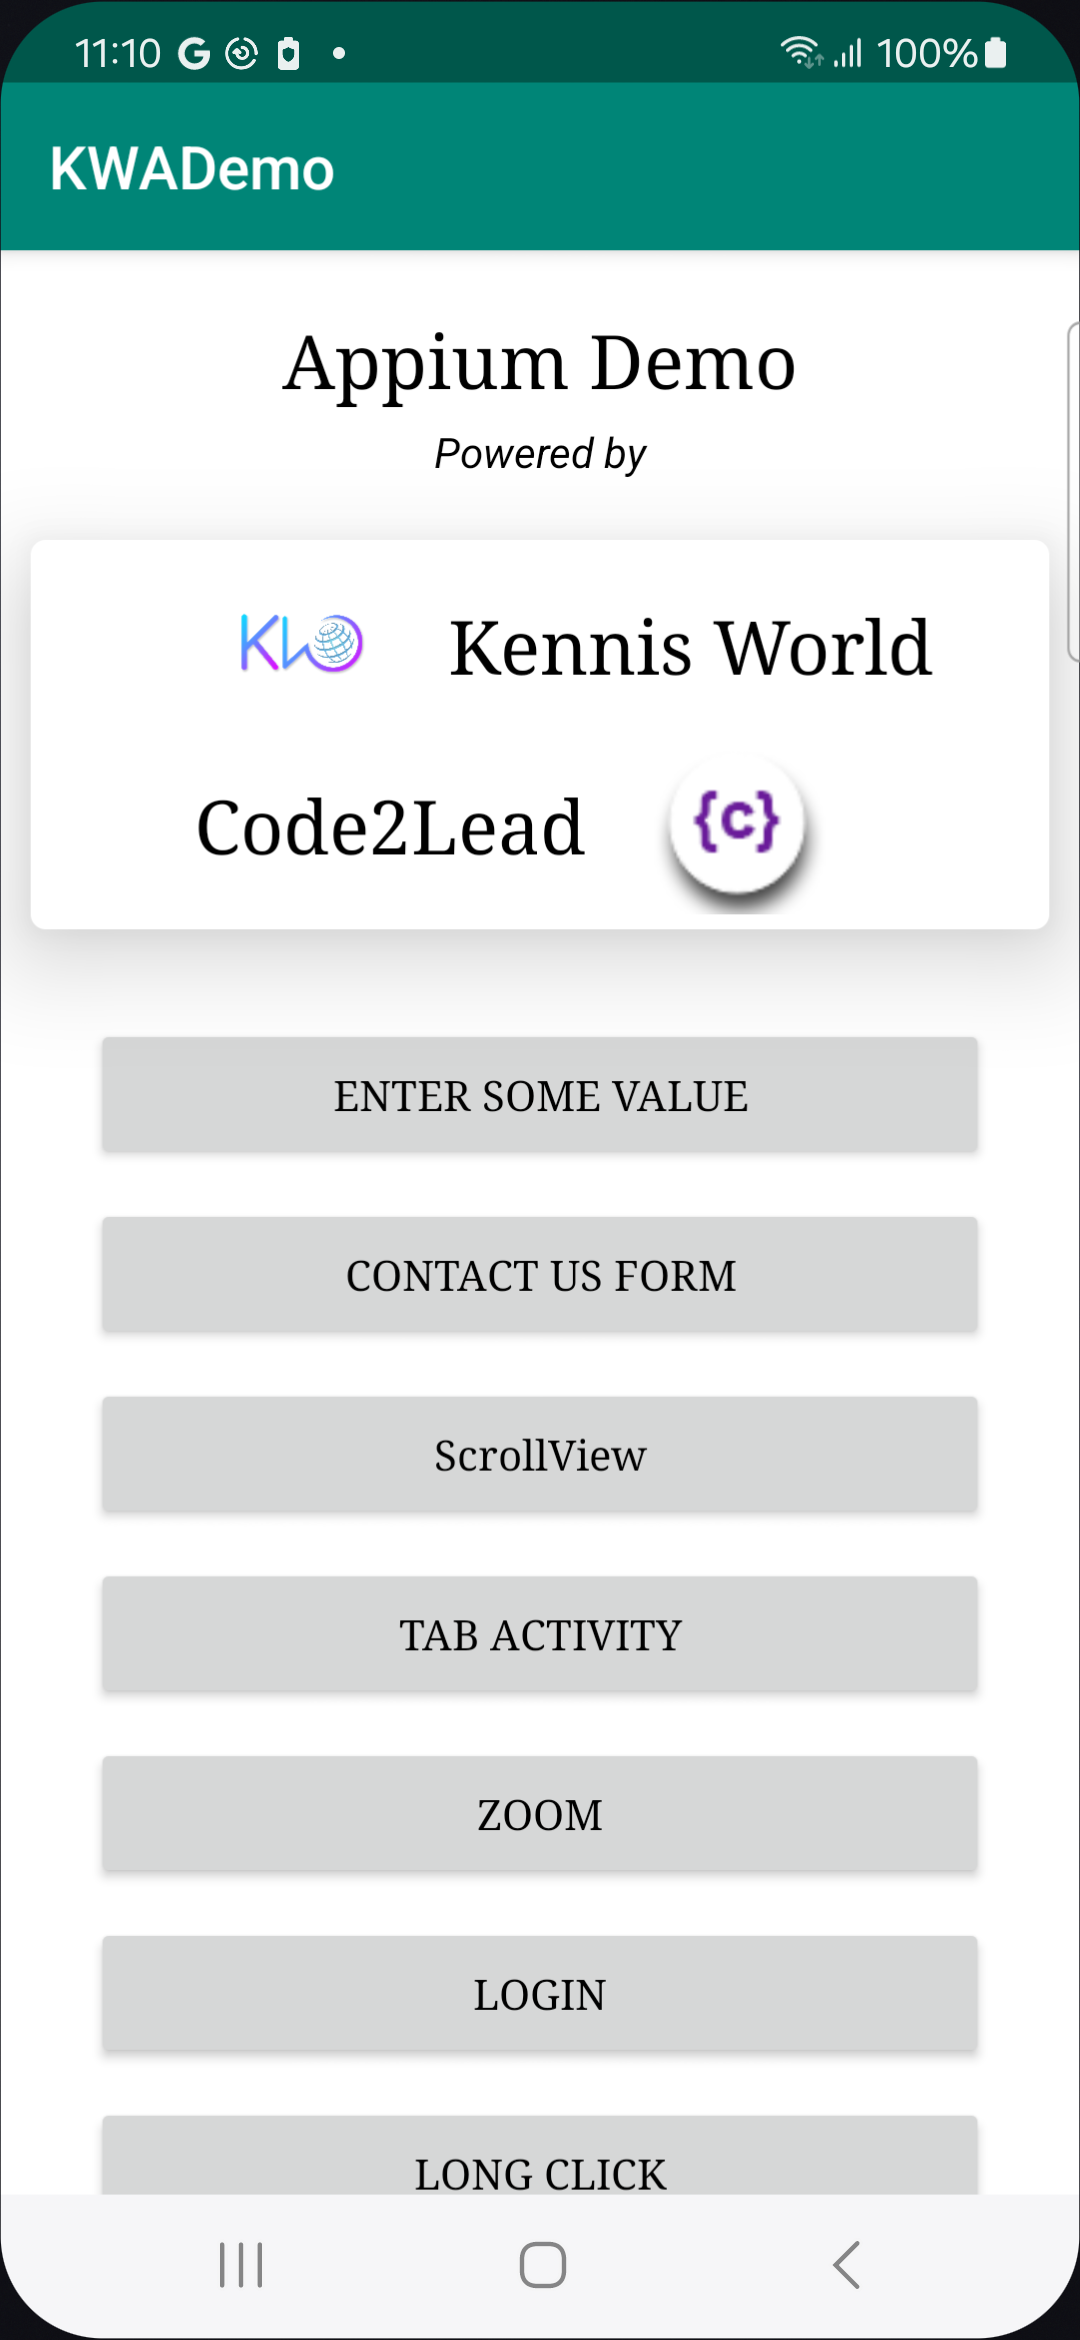 11:10 G 100%
KWADemo
Appium Demo
Powered by
KW Kennis World
Code2Lead {c}
ENTER SOME VALUE
CONTACT US FORM
ScrollView
TAB ACTIVITY
ZOOM
LOGIN
LONG CLICK